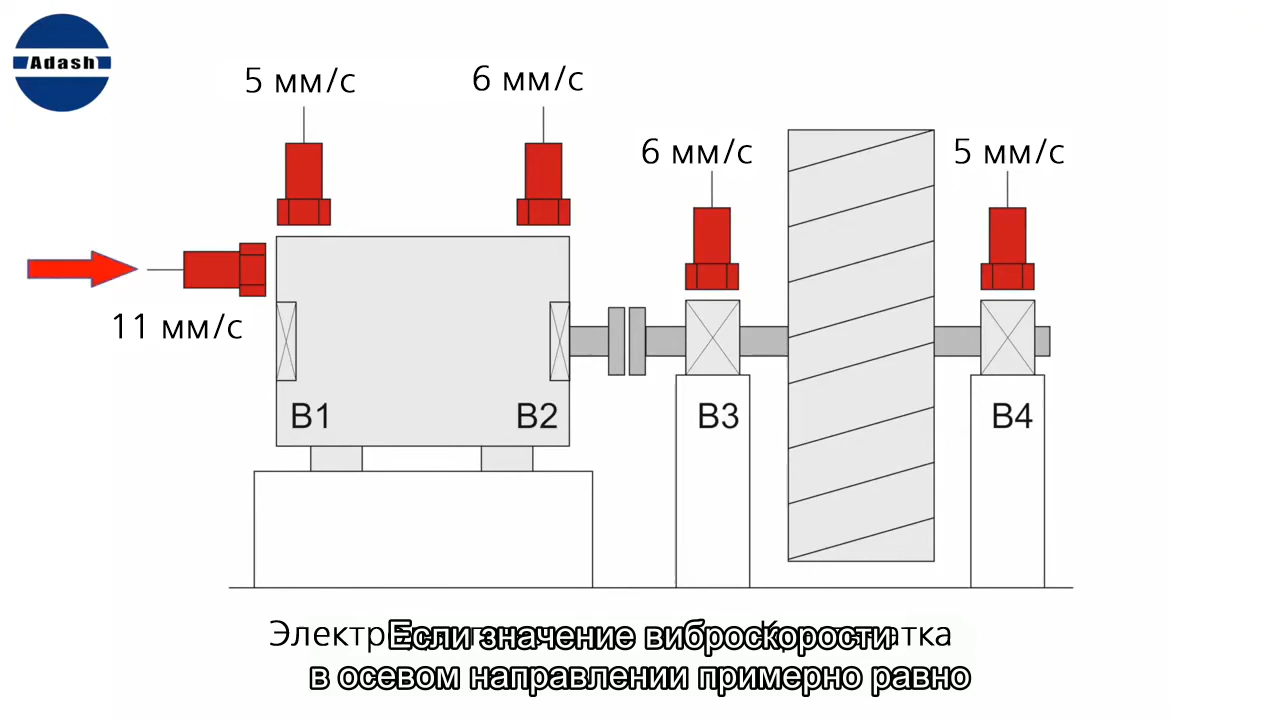 Adash
5 мм/с
6 мм/с
6 мм/с
5 мм/с
11 мм/с
B1
B2
B3
B4
Если значение виброскорости
в осевом направлении примерно равно